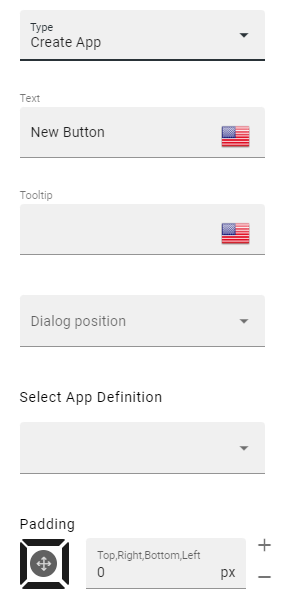 Type
Create App
Text
New Button
Tooltip
Dialog position
Select App Definition
Padding
Top,Right,Bottom,Left
0 px